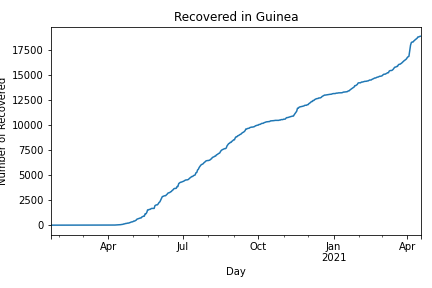 Recovered in Guinea
Number of Recovered
17500
15000
12500
10000
7500
5000
2500
0
Apr
Jul
Oct
Jan
Apr
2021
Day